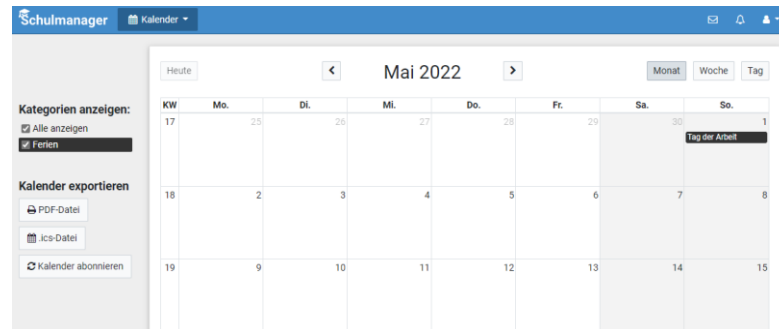 Schulmanager Kalender
Heute Mai 2022 Monat Woche Tag
Kategorien anzeigen:
Alle anzeigen
Ferien
Kalender exportieren
PDF-Datei
.ics-Datei
Kalender abonnieren
KW Mo. Di. Mi. Do. Fr. Sa. So.
17 25 26 27 28 29 30 1
Tag der Arbeit
18 2 3 4 5 6 7 8
19 9 10 11 12 13 14 15